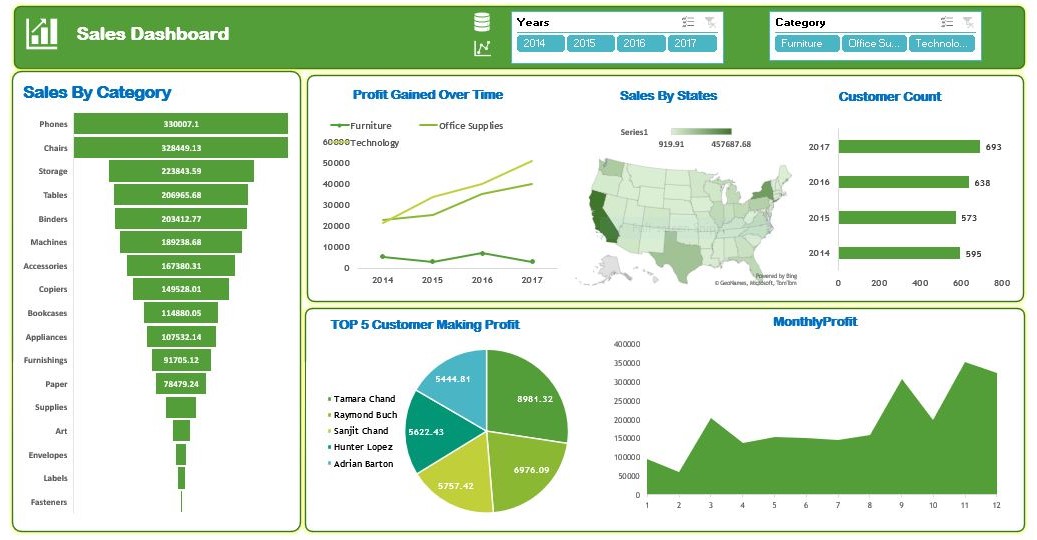 Sales Dashboard
Years
2014 2015 2016 2017
Category
Furniture Office Su... Technolo...
Sales By Category
Phones 330007.1
Chairs 328449.13
Storage 223843.59
Tables 206965.68
Binders 203412.77
Machines 189238.68
Accessories 167380.31
Copiers 149528.01
Bookcases 114880.05
Appliances 107532.14
Furnishings 91705.12
Paper 78479.24
Supplies
Art
Envelopes
Labels
Fasteners
Profit Gained Over Time
Furniture Office Supplies
Technology
60000
50000
40000
30000
20000
10000
0
2014 2015 2016 2017
Sales By States
Series1
919.91 457687.68
Powered by Bing
© GeoNames, Microsoft, TomTom
Customer Count
2017 693
2016 638
2015 573
2014 595
0 200 400 600 800
TOP 5 Customer Making Profit
Tamara Chand
Raymond Buch
Sanjit Chand
Hunter Lopez
Adrian Barton
8981.32
6976.09
5757.42
5622.43
5444.81
MonthlyProfit
400000
350000
300000
250000
200000
150000
100000
50000
0
1 2 3 4 5 6 7 8 9 10 11 12